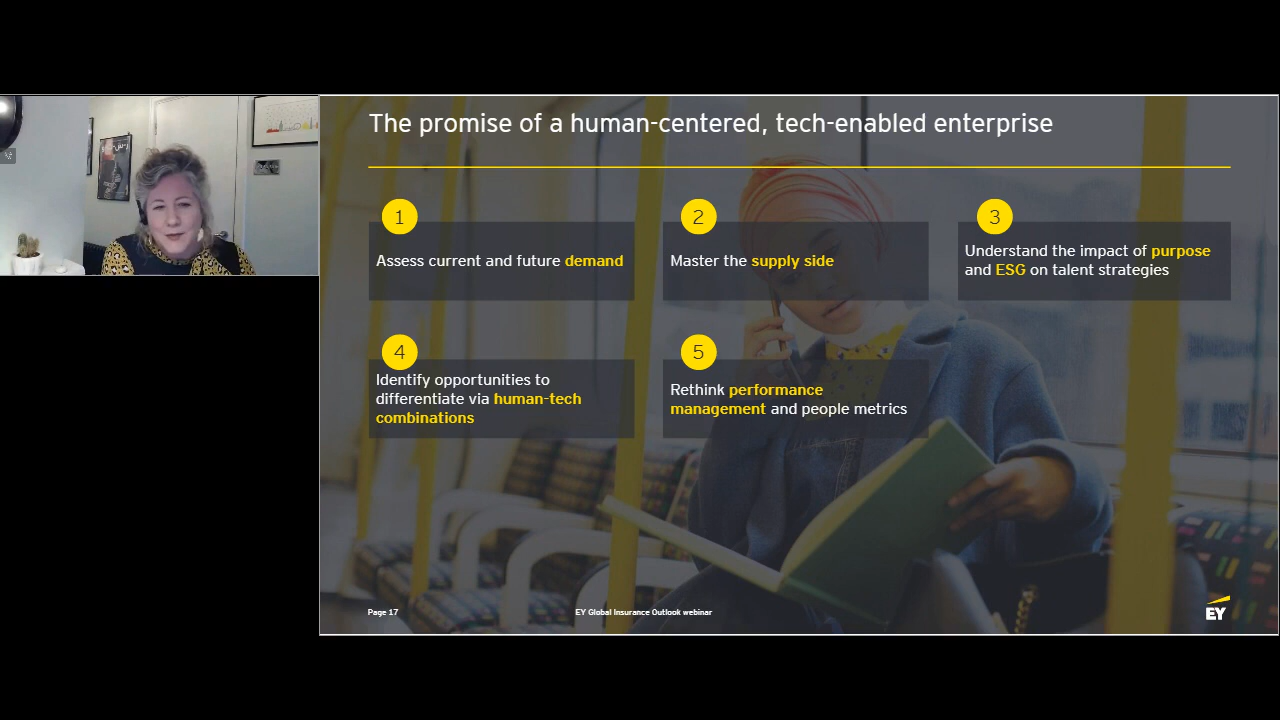 The promise of a human-centered, tech-enabled enterprise
1
Assess current and future demand
2
Master the supply side
3
Understand the impact of purpose
and ESG on talent strategies
4
Identify opportunities to
differentiate via human-tech
combinations
5
Rethink performance
management and people metrics
Page 17
EY Global Insurance Outlook webinar
EY